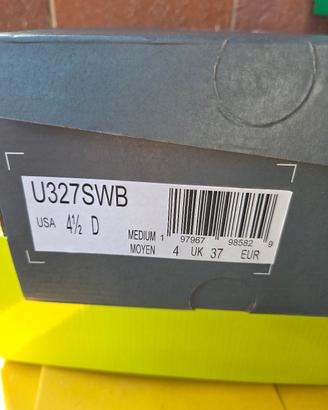 U327SWB
USA 4½ D
MEDIUM 1 97967 98582 9
MOYEN 4 UK 37 EUR